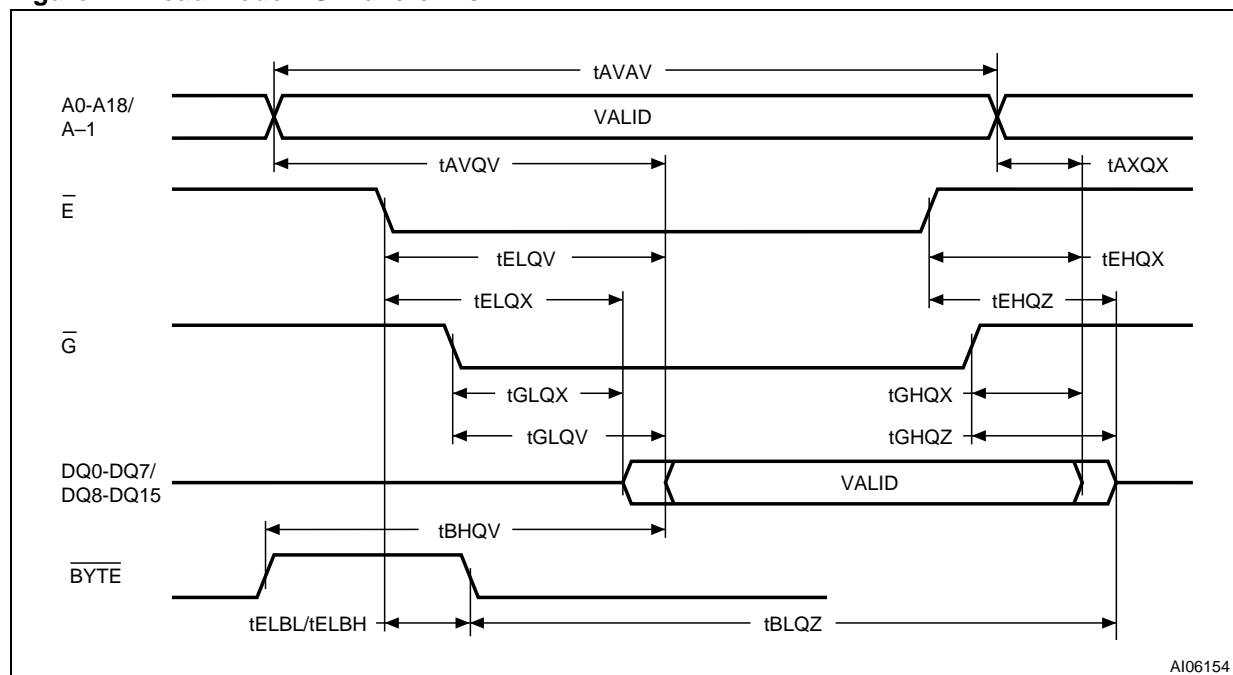 tAVAV
A0-A18/
A–1
VALID
tAVQV
tAXQX
E
tELQV
tEHQX
tELQX
tEHQZ
G
tGLQX
tGHQX
tGLQV
tGHQZ
DQ0-DQ7/
DQ8-DQ15
VALID
tBHQV
BYTE
tELBL/tELBH
tBLQZ
AI06154